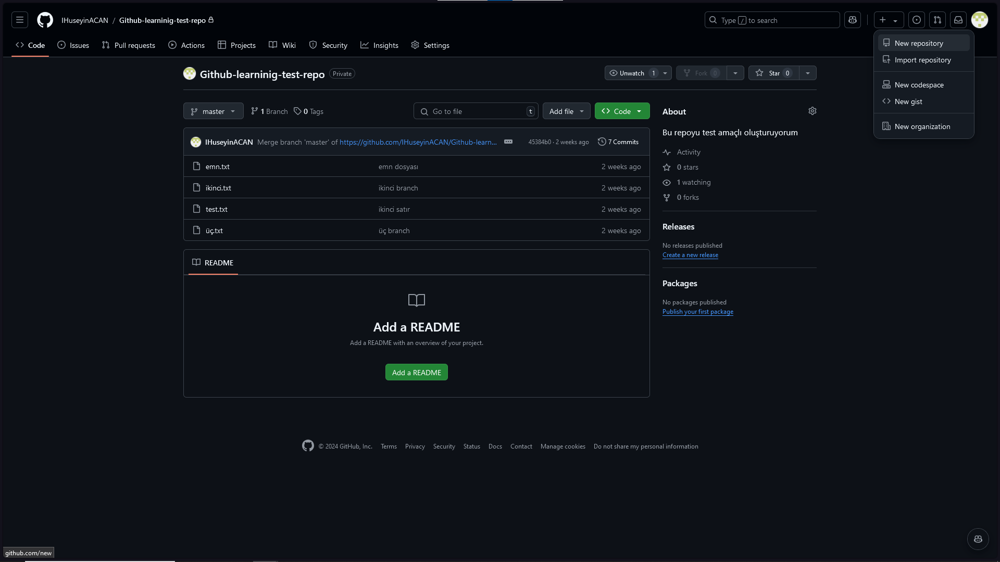 IHuseyinACAN / Github-learninig-test-repo
Type / to search
Code Issues Pull requests Actions Projects Wiki Security Insights Settings
New repository
Import repository
New codespace
New gist
New organization
Github-learninig-test-repo Private
Unwatch 1 Fork 0 Star 0
master 1 Branch 0 Tags Go to file t Add file Code
IHuseyinACAN Merge branch 'master' of https://github.com/IHuseyinACAN/Github-learn... 45384b0 · 2 weeks ago 7 Commits
emn.txt emn dosyası 2 weeks ago
ikinci.txt ikinci branch 2 weeks ago
test.txt ikinci satır 2 weeks ago
üç.txt üç branch 2 weeks ago
README
Add a README
Add a README with an overview of your project.
Add a README
About
Bu repoyu test amaçlı oluşturuyorum
Activity
0 stars
1 watching
0 forks
Releases
No releases published
Create a new release
Packages
No packages published
Publish your first package
© 2024 GitHub, Inc. Terms Privacy Security Status Docs Contact Manage cookies Do not share my personal information
github.com/new